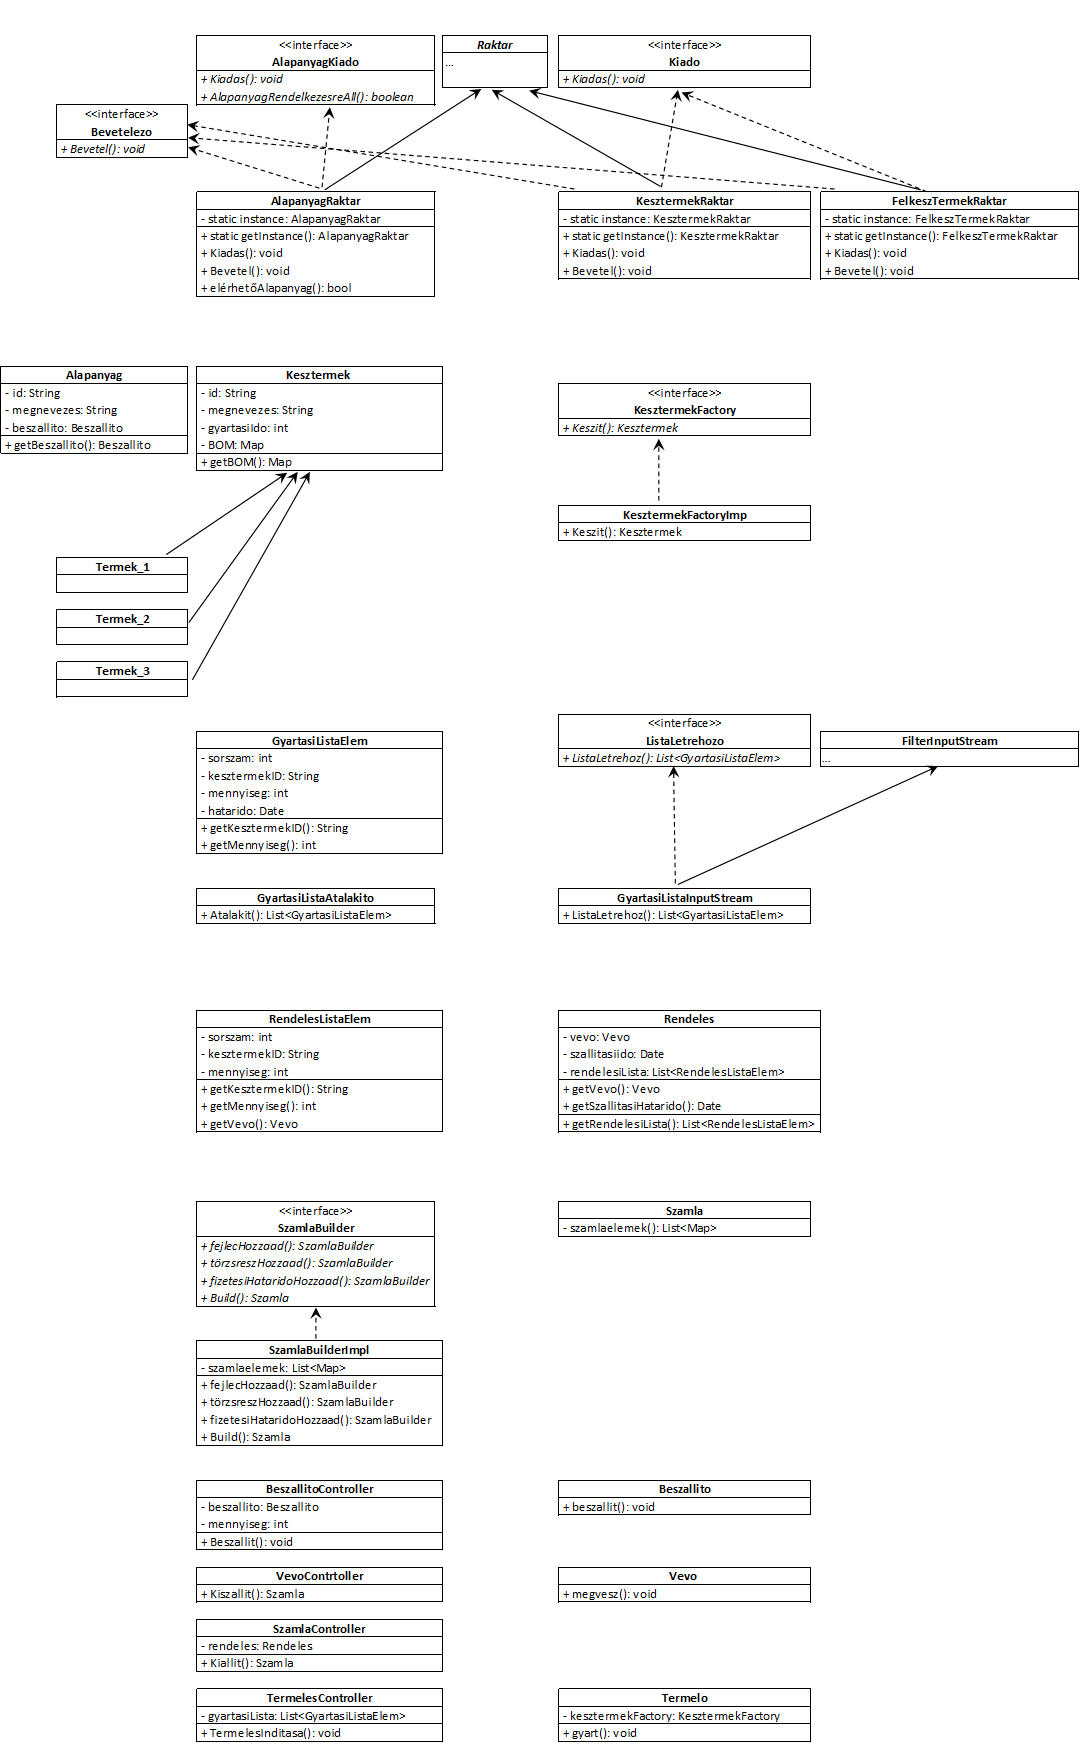 <<interface>>
AlapanyagKiado
+ Kiadas(): void
+ AlapanyagRendelkezesreAll(): boolean
Raktar
...
<<interface>>
Kiado
+ Kiadas(): void
<<interface>>
Bevetelezo
+ Bevetel(): void
AlapanyagRaktar
- static instance: AlapanyagRaktar
+ static getInstance(): AlapanyagRaktar
+ Kiadas(): void
+ Bevetel(): void
+ elérhetőAlapanyag(): bool
KesztermekRaktar
- static instance: KesztermekRaktar
+ static getInstance(): KesztermekRaktar
+ Kiadas(): void
+ Bevetel(): void
FelkeszTermekRaktar
- static instance: FelkeszTermekRaktar
+ static getInstance(): FelkeszTermekRaktar
+ Kiadas(): void
+ Bevetel(): void
Alapanyag
- id: String
- megnevezes: String
- beszallito: Beszallito
+ getBeszallito(): Beszallito
Kesztermek
- id: String
- megnevezes: String
- gyartasiIdo: int
- BOM: Map
+ getBOM(): Map
<<interface>>
KesztermekFactory
+ Keszit(): Kesztermek
KesztermekFactoryImp
+ Keszit(): Kesztermek
Termek_1
Termek_2
Termek_3
GyartasiListaElem
- sorszam: int
- kesztermekID: String
- mennyiseg: int
- hatarido: Date
+ getKesztermekID(): String
+ getMennyiseg(): int
<<interface>>
ListaLetrehozo
+ ListaLetrehoz(): List<GyartasiListaElem>
FilterInputStream
...
GyartasiListaAtalakito
+ Atalakit(): List<GyartasiListaElem>
GyartasiListaInputStream
+ ListaLetrehoz(): List<GyartasiListaElem>
RendelesListaElem
- sorszam: int
- kesztermekID: String
- mennyiseg: int
+ getKesztermekID(): String
+ getMennyiseg(): int
+ getVevo(): Vevo
Rendeles
- vevo: Vevo
- szallitasiido: Date
- rendelesiLista: List<RendelesListaElem>
+ getVevo(): Vevo
+ getSzallitasiHatarido(): Date
+ getRendelesiLista(): List<RendelesListaElem>
<<interface>>
SzamlaBuilder
+ fejlecHozzaad(): SzamlaBuilder
+ törzsreszHozzaad(): SzamlaBuilder
+ fizetesiHataridoHozzaad(): SzamlaBuilder
+ Build(): Szamla
Szamla
- szamlaelemek(): List<Map>
SzamlaBuilderImpl
- szamlaelemek: List<Map>
+ fejlecHozzaad(): SzamlaBuilder
+ törzsreszHozzaad(): SzamlaBuilder
+ fizetesiHataridoHozzaad(): SzamlaBuilder
+ Build(): Szamla
BeszallitoController
- beszallito: Beszallito
- mennyiseg: int
+ Beszallit(): void
Beszallito
+ beszallit(): void
VevoContrtoller
+ Kiszallit(): Szamla
Vevo
+ megvesz(): void
SzamlaController
- rendeles: Rendeles
+ Kiallit(): Szamla
TermelesController
- gyartasiLista: List<GyartasiListaElem>
+ TermelesInditasa(): void
Termelo
- kesztermekFactory: KesztermekFactory
+ gyart(): void